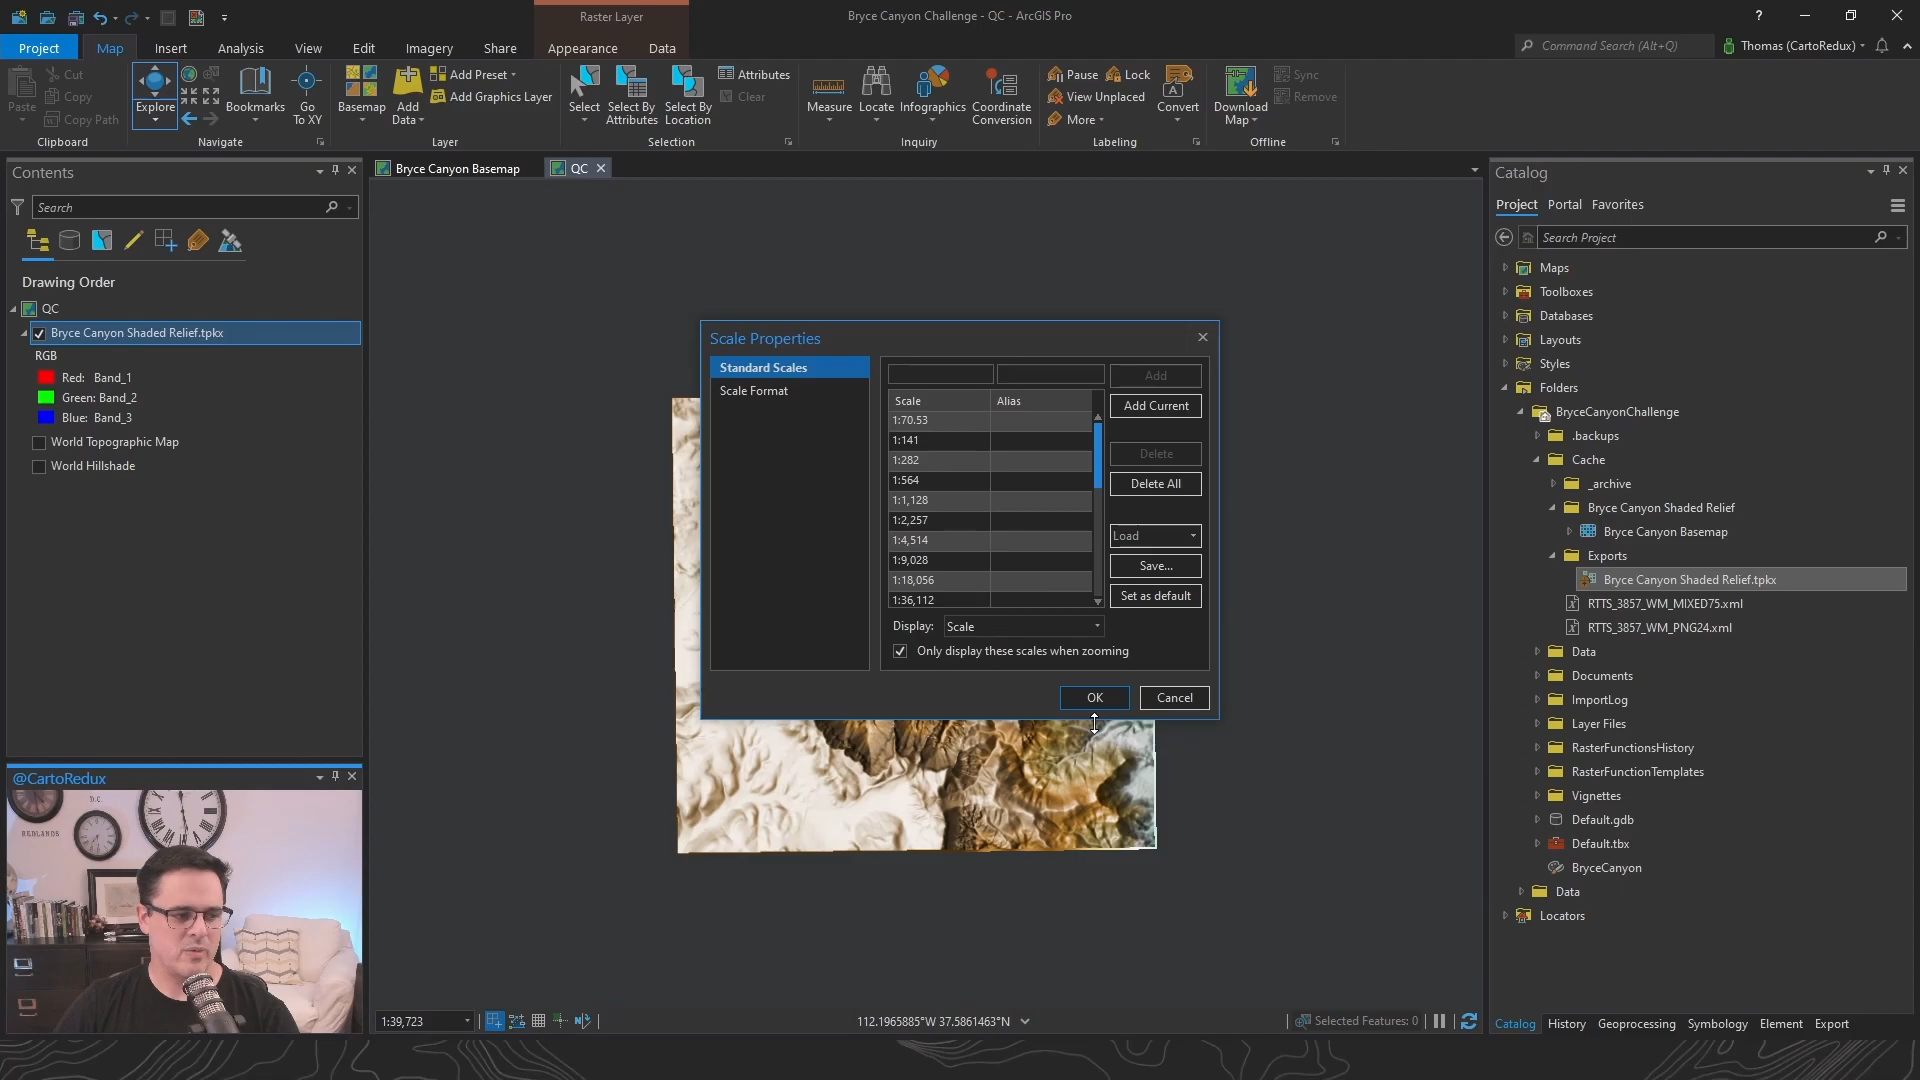 Raster Layer
Bryce Canyon Challenge - QC - ArcGIS Pro
Project
Map
Insert
Analysis
View
Edit
Imagery
Share
Appearance
Data
Command Search (Alt+Q)
Thomas (CartoRedux)
Paste
Cut
Copy
Copy Path
Clipboard
Explore
Bookmarks
Go To XY
Navigate
Basemap
Add Data
Add Preset
Add Graphics Layer
Layer
Select
Select By Attributes
Select By Location
Attributes
Clear
Selection
Measure
Locate
Infographics
Coordinate Conversion
Inquiry
Pause
Lock
View Unplaced
More
Convert
Labeling
Download Map
Sync
Remove
Offline
Contents
Search
Drawing Order
QC
Bryce Canyon Shaded Relief.tpkx
RGB
Red: Band_1
Green: Band_2
Blue: Band_3
World Topographic Map
World Hillshade
@CartoRedux
D.C.
REDLANDS
Bryce Canyon Basemap
QC
Scale Properties
Standard Scales
Scale Format
Add
Scale Alias
1:70.53
1:141
1:282
1:564
1:1,128
1:2,257
1:4,514
1:9,028
1:18,056
1:36,112
Add Current
Delete
Delete All
Load
Save...
Set as default
Display: Scale
Only display these scales when zooming
OK
Cancel
1:39,723
112.1965885°W 37.5861463°N
Selected Features: 0
Catalog
Project
Portal
Favorites
Search Project
Maps
Toolboxes
Databases
Layouts
Styles
Folders
BryceCanyonChallenge
.backups
Cache
_archive
Bryce Canyon Shaded Relief
Bryce Canyon Basemap
Exports
Bryce Canyon Shaded Relief.tpkx
RTTS_3857_WM_MIXED75.xml
RTTS_3857_WM_PNG24.xml
Data
Documents
ImportLog
Layer Files
RasterFunctionsHistory
RasterFunctionTemplates
Vignettes
Default.gdb
Default.tbx
BryceCanyon
Data
Locators
Catalog
History
Geoprocessing
Symbology
Element
Export